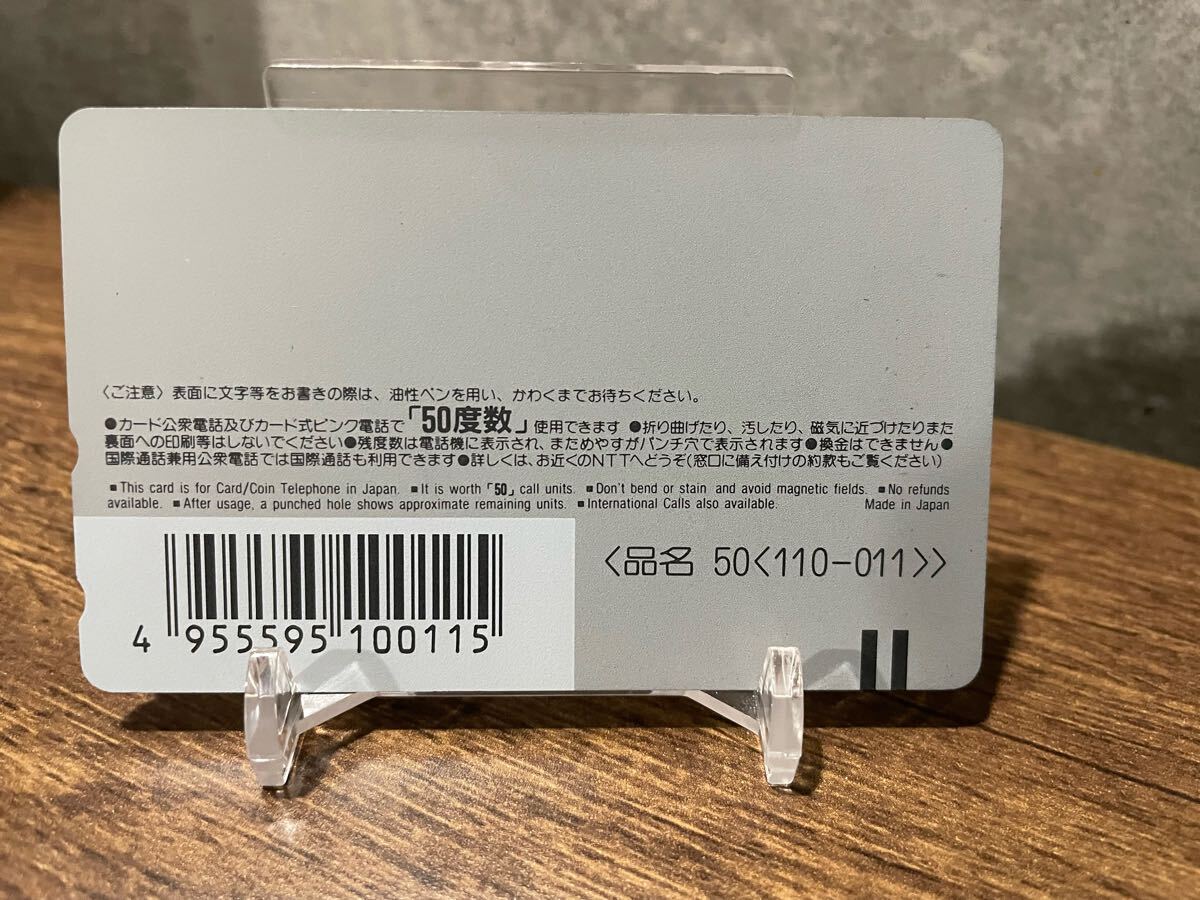 〈ご注意〉表面に文字等をお書きの際は、油性ペンを用い、かわくまでお待ちください。
●カード公衆電話及びカード式ピンク電話で「50度数」使用できます ●折り曲げたり、汚したり、磁気に近づけたりまた
裏面への印刷等はしないでください●残度数は電話機に表示され、まためやすがパンチ穴で表示されます●換金はできません●
国際通話兼用公衆電話では国際通話も利用できます●詳しくは、お近くのNTTへどうぞ(窓口に備え付けの約款もご覧ください)
■This card is for Card/Coin Telephone in Japan. ■It is worth「50」call units. ■Don't bend or stain and avoid magnetic fields. ■No refunds
available. ■After usage, a punched hole shows approximate remaining units. ■International Calls also available. Made in Japan
〈品名 50〈110-011〉〉
4 955595 100115